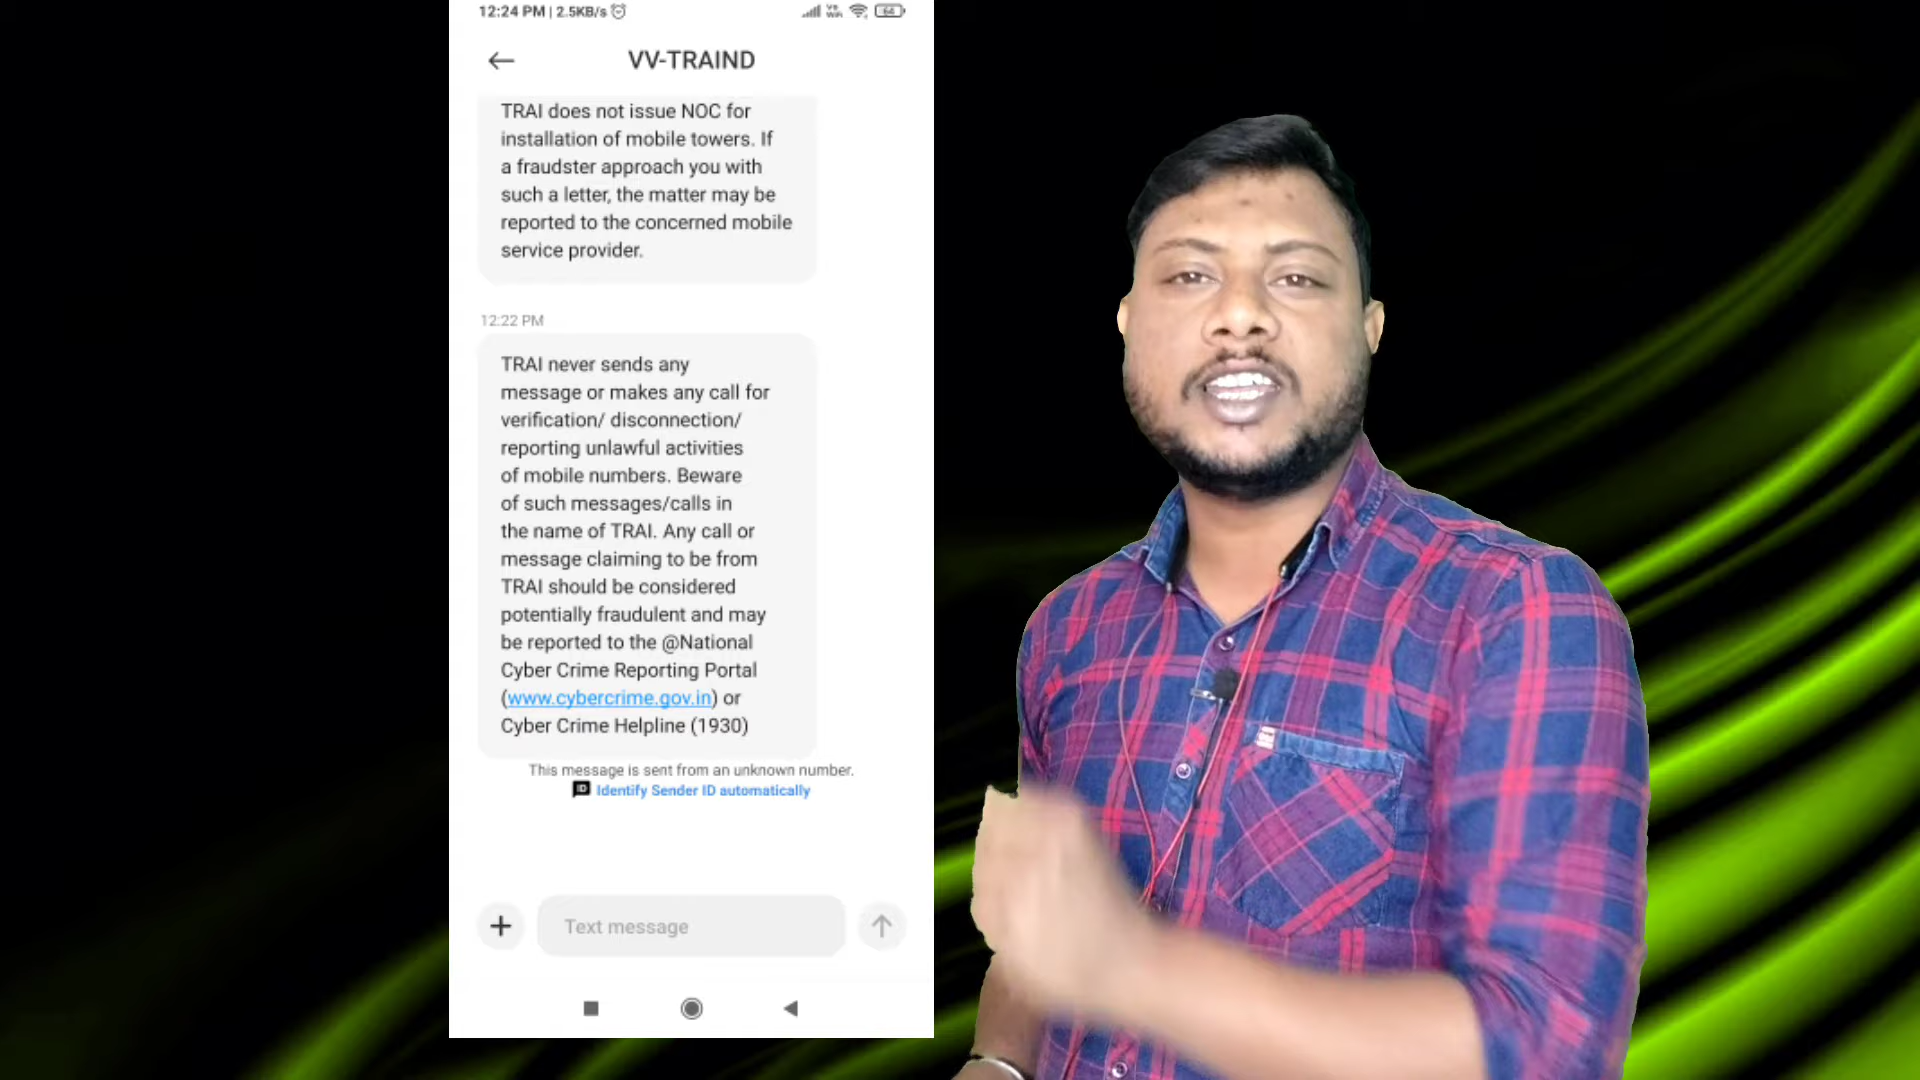 12:24 PM | 2.5KB/s
64
VV-TRAIND
TRAI does not issue NOC for
installation of mobile towers. If
a fraudster approach you with
such a letter, the matter may be
reported to the concerned mobile
service provider.
12:22 PM
TRAI never sends any
message or makes any call for
verification/ disconnection/
reporting unlawful activities
of mobile numbers. Beware
of such messages/calls in
the name of TRAI. Any call or
message claiming to be from
TRAI should be considered
potentially fraudulent and may
be reported to the @National
Cyber Crime Reporting Portal
(www.cybercrime.gov.in) or
Cyber Crime Helpline (1930)
This message is sent from an unknown number.
ID Identify Sender ID automatically
Text message